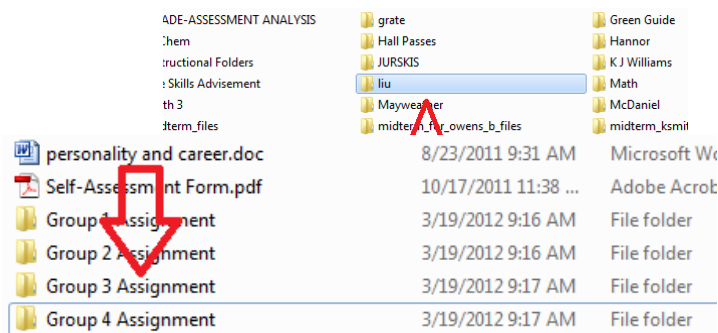 ADE-ASSESSMENT ANALYSIS grate Green Guide
Chem Hall Passes Hannor
ructional Folders JURSKIS K J Williams
e Skills Advisement liu Math
th 3 Mayweather McDaniel
dterm_files midterm_for_owens_b_files midterm_ksmit
personality and career.doc 8/23/2011 9:31 AM Microsoft Wo
Self-Assessment Form.pdf 10/17/2011 11:38 ... Adobe Acrob
Group 1 Assignment 3/19/2012 9:16 AM File folder
Group 2 Assignment 3/19/2012 9:16 AM File folder
Group 3 Assignment 3/19/2012 9:17 AM File folder
Group 4 Assignment 3/19/2012 9:17 AM File folder